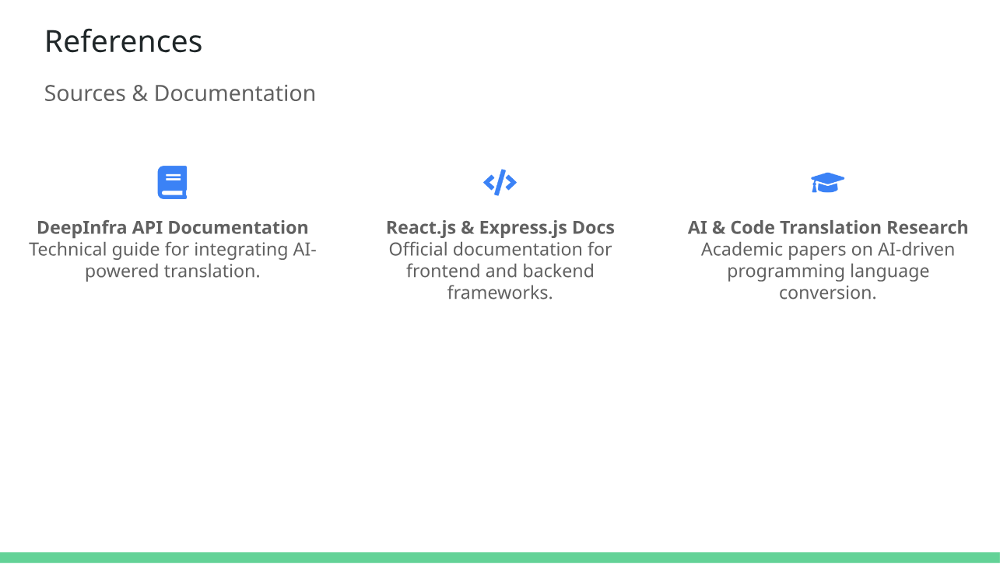 References
Sources & Documentation
DeepInfra API Documentation
Technical guide for integrating AI-
powered translation.
React.js & Express.js Docs
Official documentation for
frontend and backend
frameworks.
AI & Code Translation Research
Academic papers on AI-driven
programming language
conversion.